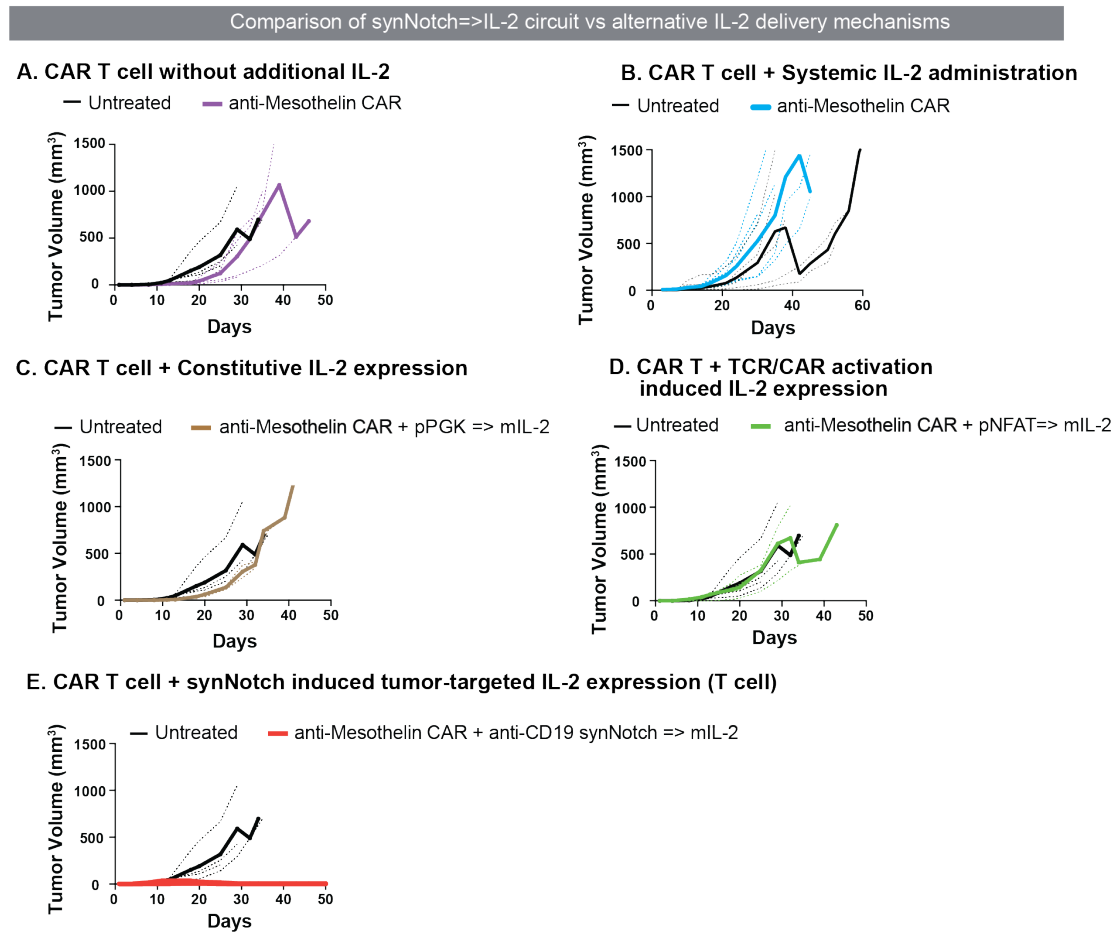 Comparison of synNotch=>IL-2 circuit vs alternative IL-2 delivery mechanisms
A. CAR T cell without additional IL-2
Untreated anti-Mesothelin CAR
Tumor Volume (mm³)
1500
1000
500
0
0 10 20 30 40 50
Days
B. CAR T cell + Systemic IL-2 administration
Untreated anti-Mesothelin CAR
Tumor Volume (mm³)
1500
1000
500
0
0 20 40 60
Days
C. CAR T cell + Constitutive IL-2 expression
Untreated anti-Mesothelin CAR + pPGK => mIL-2
Tumor Volume (mm³)
1500
1000
500
0
0 10 20 30 40 50
Days
D. CAR T + TCR/CAR activation
induced IL-2 expression
Untreated anti-Mesothelin CAR + pNFAT=> mIL-2
Tumor Volume (mm³)
1500
1000
500
0
0 10 20 30 40 50
Days
E. CAR T cell + synNotch induced tumor-targeted IL-2 expression (T cell)
Untreated anti-Mesothelin CAR + anti-CD19 synNotch => mIL-2
Tumor Volume (mm³)
1500
1000
500
0
0 10 20 30 40 50
Days